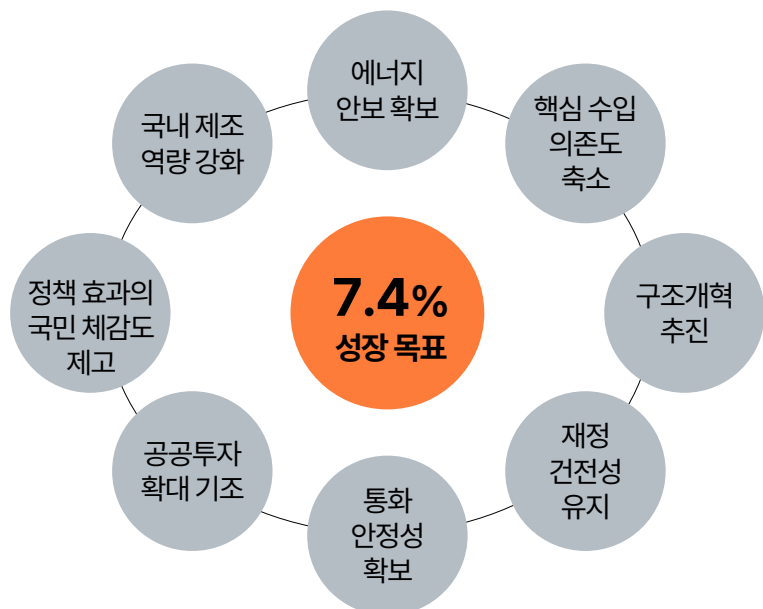 에너지
안보 확보
핵심 수입
의존도
축소
구조개혁
추진
재정
건전성
유지
통화
안정성
확보
공공투자
확대 기조
정책 효과의
국민 체감도
제고
국내 제조
역량 강화
7.4%
성장 목표